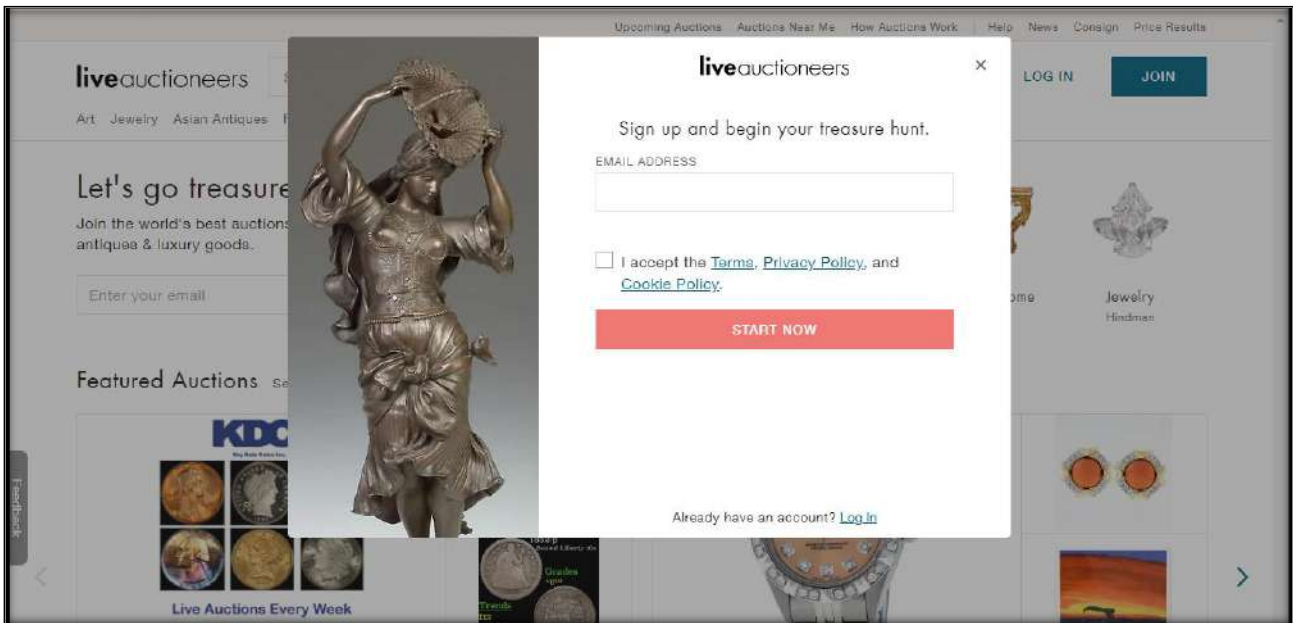 Upcoming Auctions Auctions Near Me How Auctions Work Help News Consign Price Results
liveauctioneers
LOG IN
JOIN
Art Jewelry Asian Antiques
liveauctioneers
×
Sign up and begin your treasure hunt.
EMAIL ADDRESS
I accept the Terms, Privacy Policy, and
Cookie Policy.
START NOW
Already have an account? Log In
Let's go treasure
Join the world's best auctions
antiques & luxury goods.
Enter your email
Jewelry
Hindman
Featured Auctions
KDC
Live Auctions Every Week
Grades
Trends
Feedback